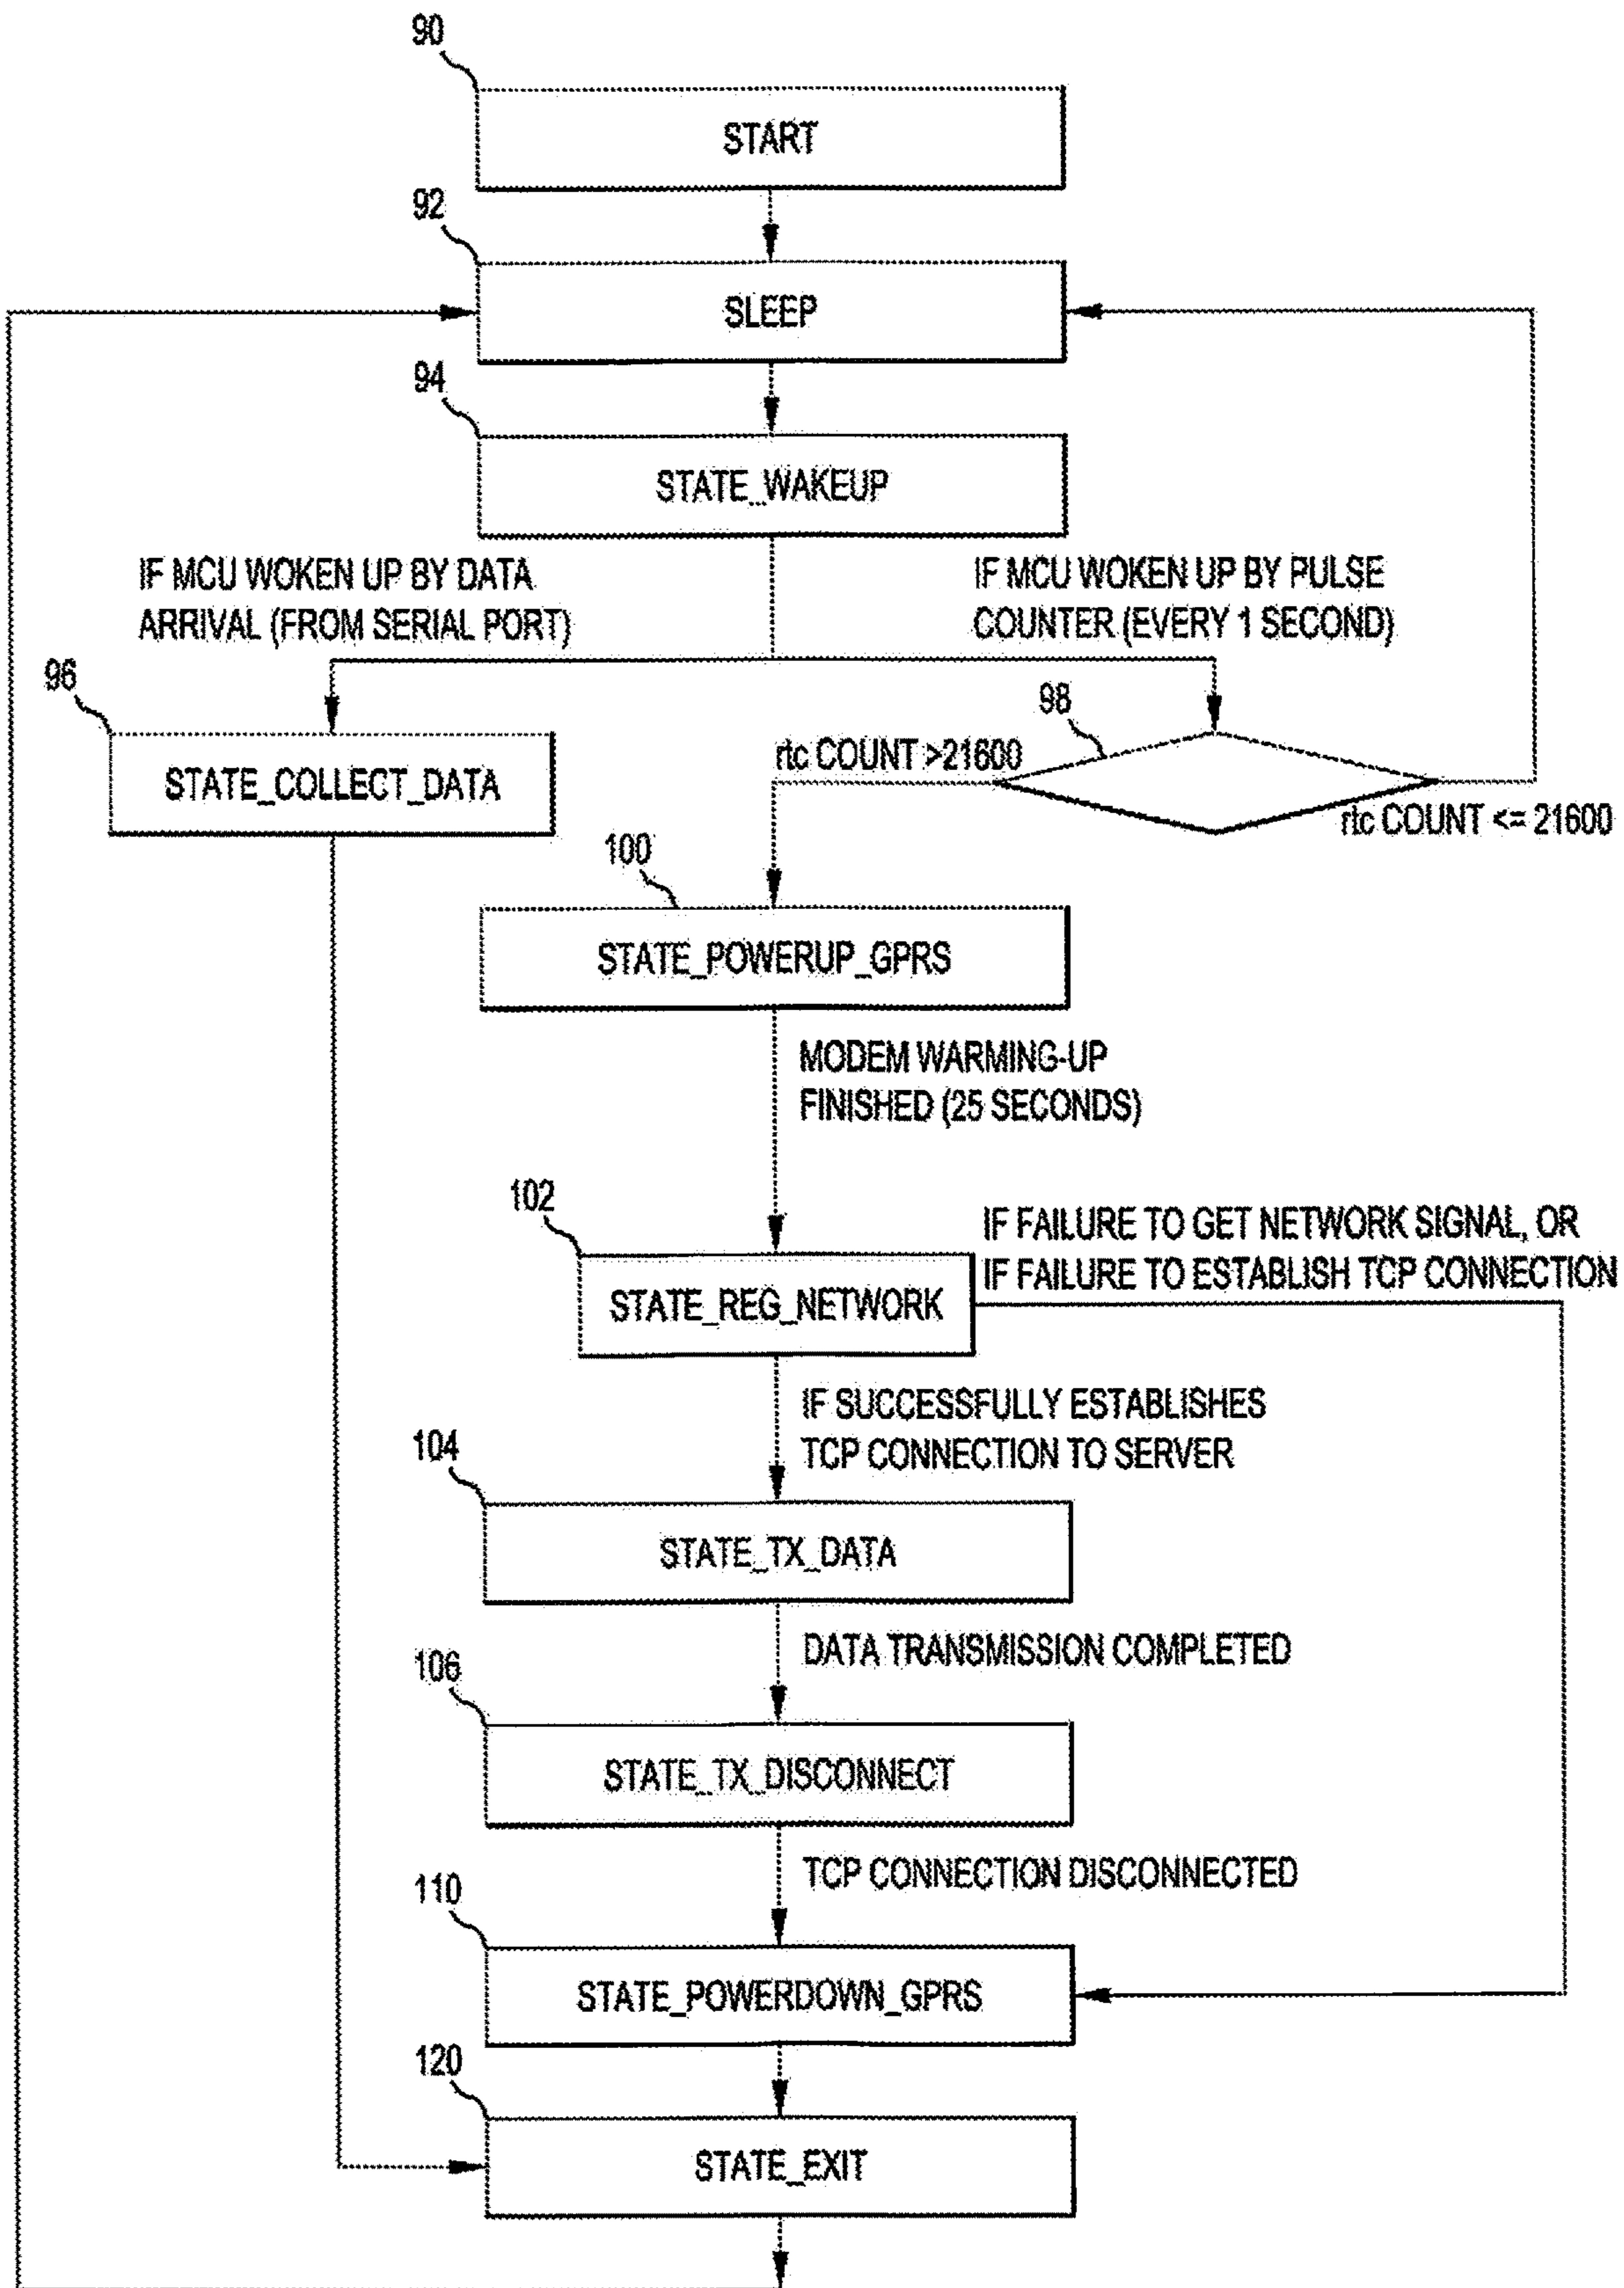 90
START
92
SLEEP
94
STATE_WAKEUP
IF MCU WOKEN UP BY DATA
ARRIVAL (FROM SERIAL PORT)
IF MCU WOKEN UP BY PULSE
COUNTER (EVERY 1 SECOND)
96
STATE_COLLECT_DATA
98
rtc COUNT >21600
rtc COUNT <= 21600
100
STATE_POWERUP_GPRS
MODEM WARMING-UP
FINISHED (25 SECONDS)
102
STATE_REG_NETWORK
IF FAILURE TO GET NETWORK SIGNAL, OR
IF FAILURE TO ESTABLISH TCP CONNECTION
IF SUCCESSFULLY ESTABLISHES
TCP CONNECTION TO SERVER
104
STATE_TX_DATA
DATA TRANSMISSION COMPLETED
106
STATE_TX_DISCONNECT
TCP CONNECTION DISCONNECTED
110
STATE_POWERDOWN_GPRS
120
STATE_EXIT